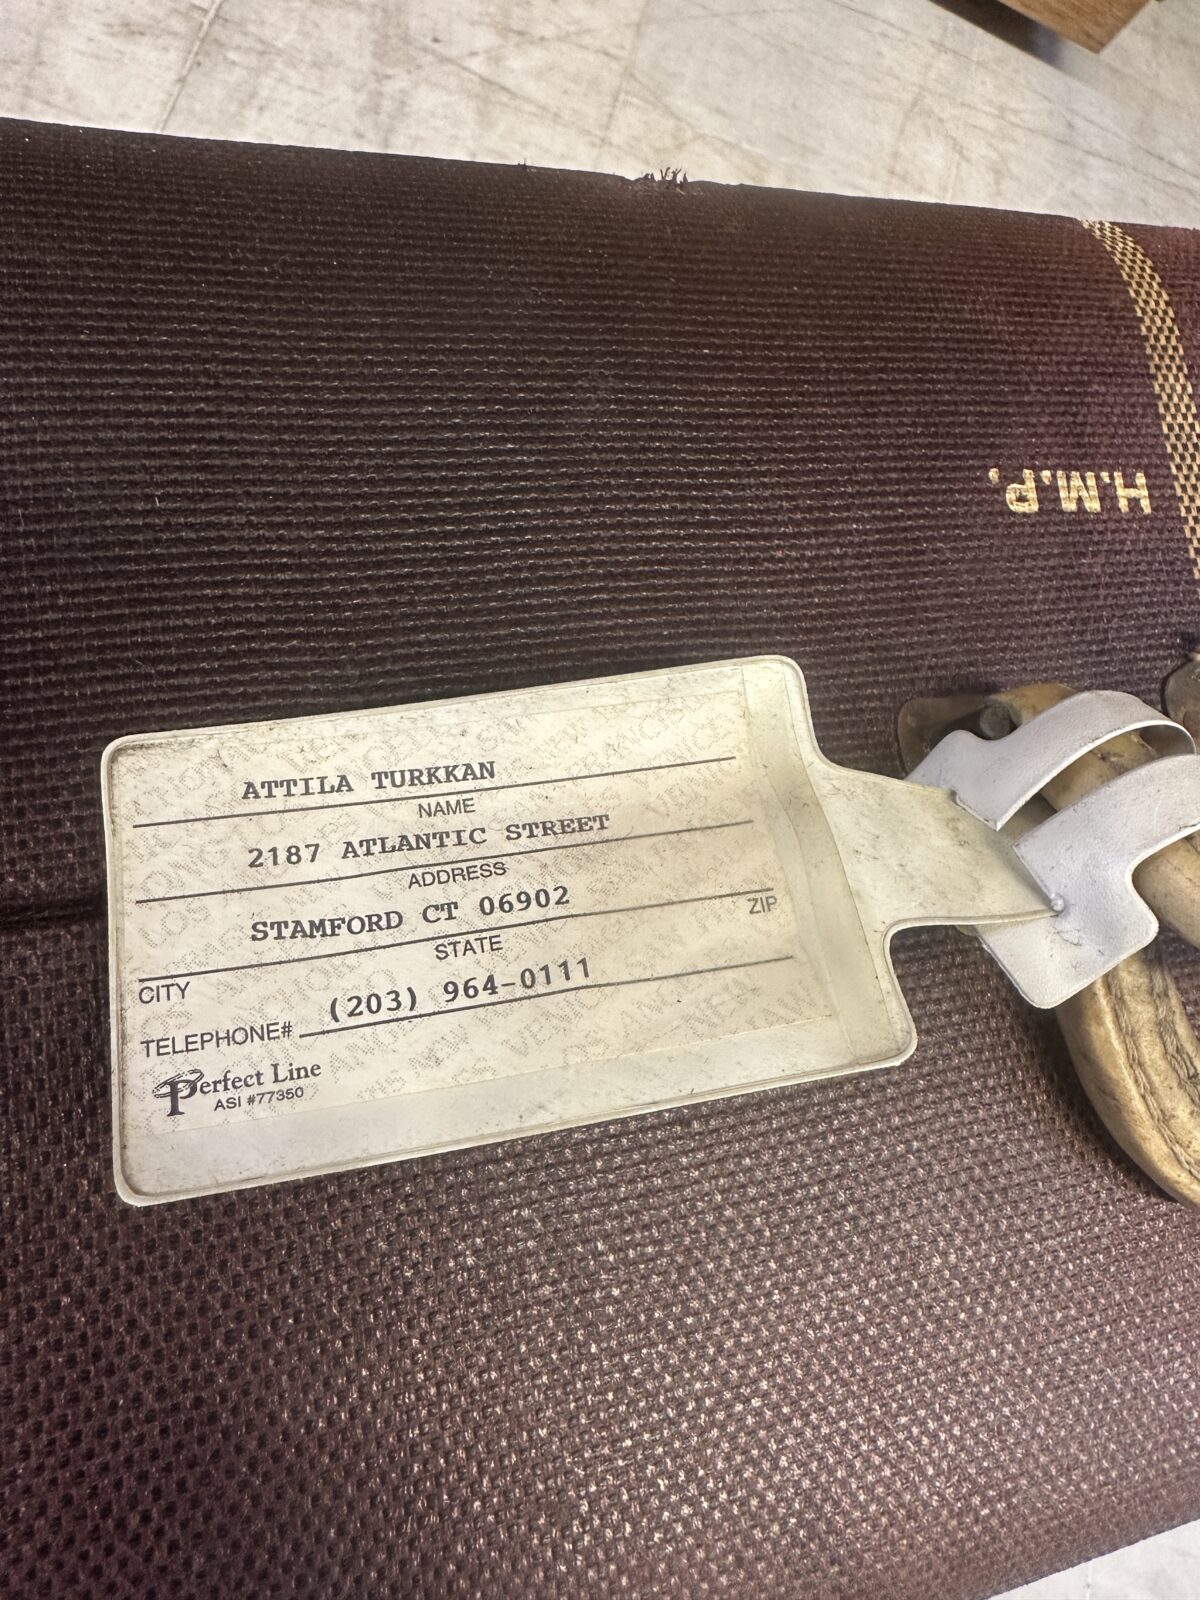 H.M.P.
ATTILA TURKKAN
NAME
2187 ATLANTIC STREET
ADDRESS
STAMFORD CT 06902
CITY STATE ZIP
TELEPHONE# (203) 964-0111
Perfect Line
ASI #77350